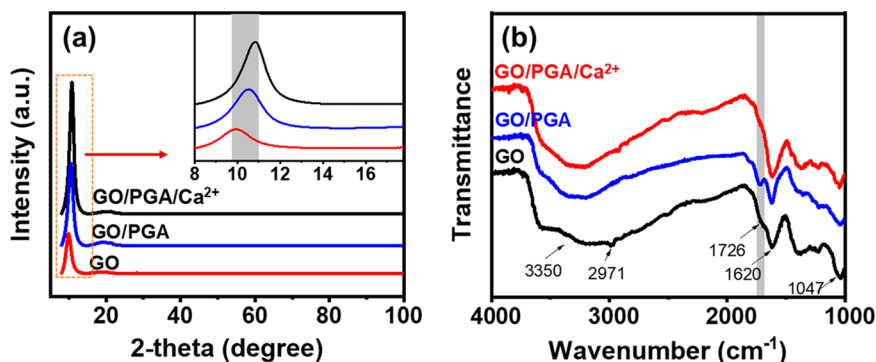 (a)
Intensity (a.u.)
GO/PGA/Ca²⁺
GO/PGA
GO
8 10 12 14 16
20 40 60 80 100
2-theta (degree)
(b)
Transmittance
GO/PGA/Ca²⁺
GO/PGA
GO
3350
2971
1726
1620
1047
4000 3000 2000 1000
Wavenumber (cm⁻¹)